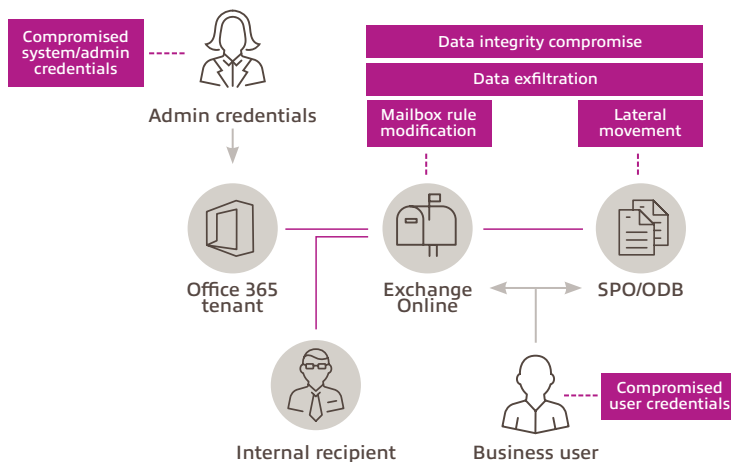 Compromised
system/admin
credentials
Admin credentials
Data integrity compromise
Data exfiltration
Mailbox rule
modification
Lateral
movement
Office 365
tenant
Exchange
Online
SPO/ODB
Internal recipient
Business user
Compromised
user credentials